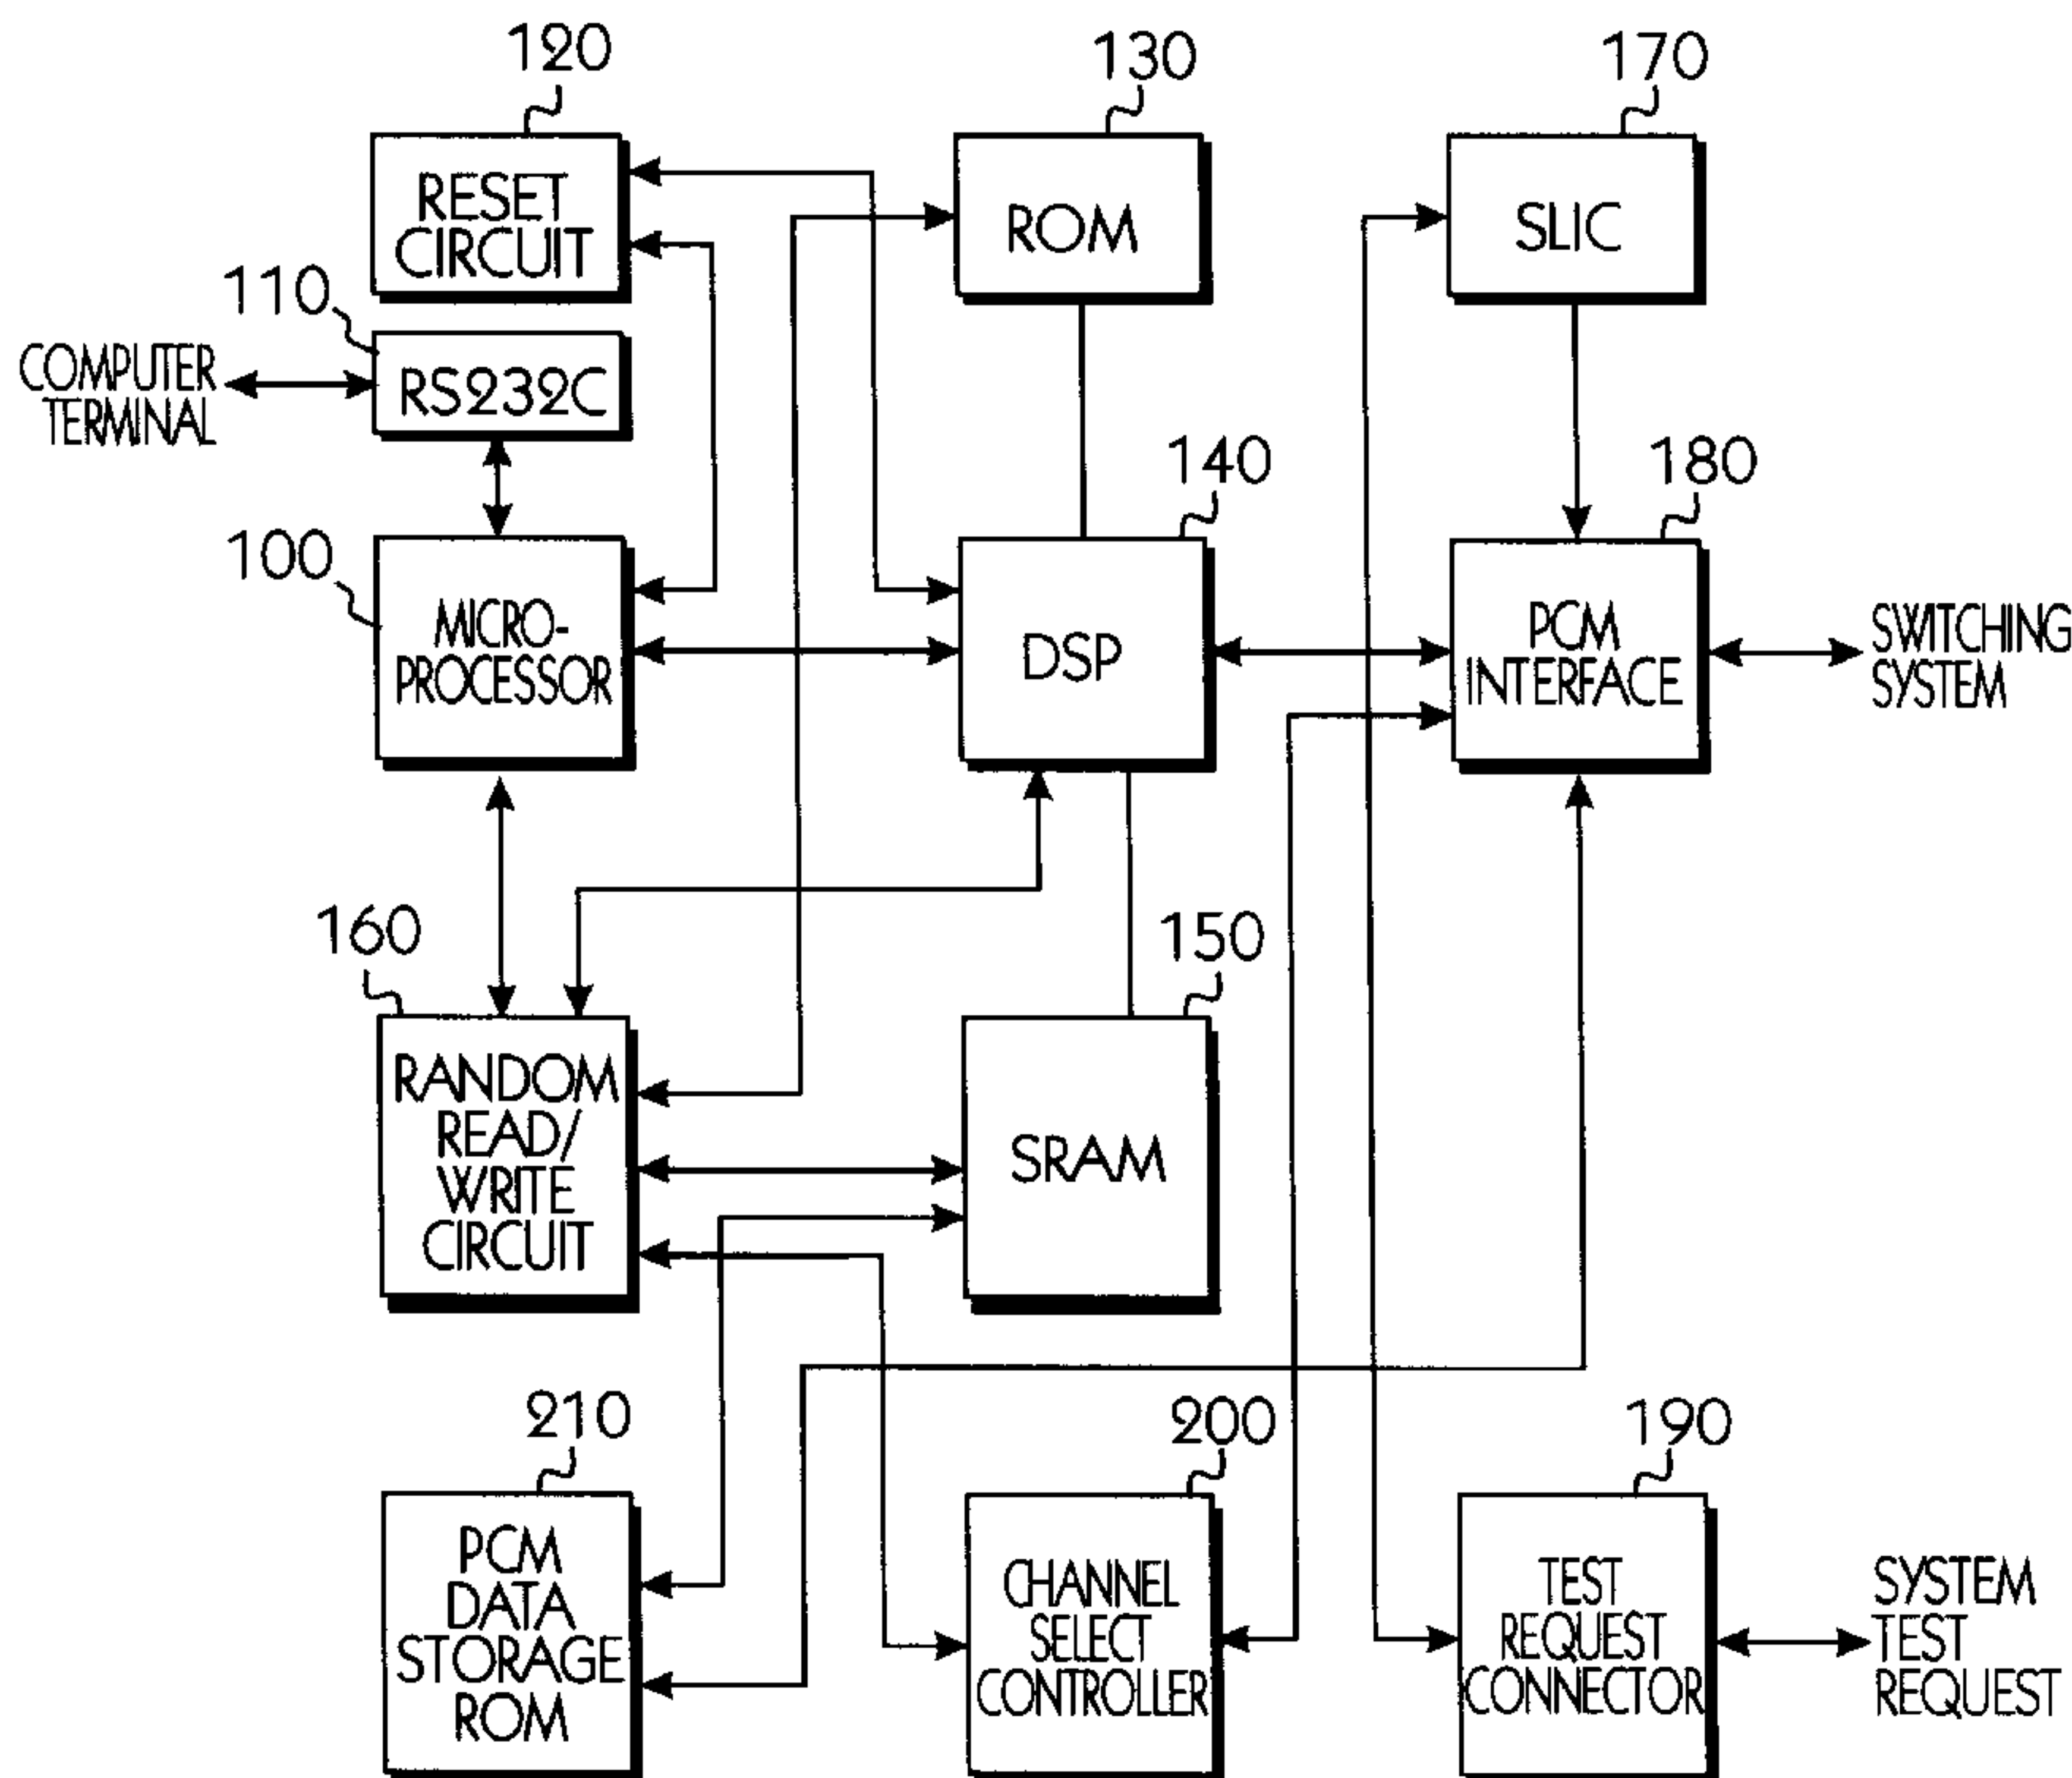 120
130
170
RESET
CIRCUIT
ROM
SLIC
110
COMPUTER
TERMINAL
RS232C
140
180
100
MICRO-
PROCESSOR
DSP
PCM
INTERFACE
SWITCHING
SYSTEM
160
150
RANDOM
READ/
WRITE
CIRCUIT
SRAM
210
200
190
PCM
DATA
STORAGE
ROM
CHANNEL
SELECT
CONTROLLER
TEST
REQUEST
CONNECTOR
SYSTEM
TEST
REQUEST